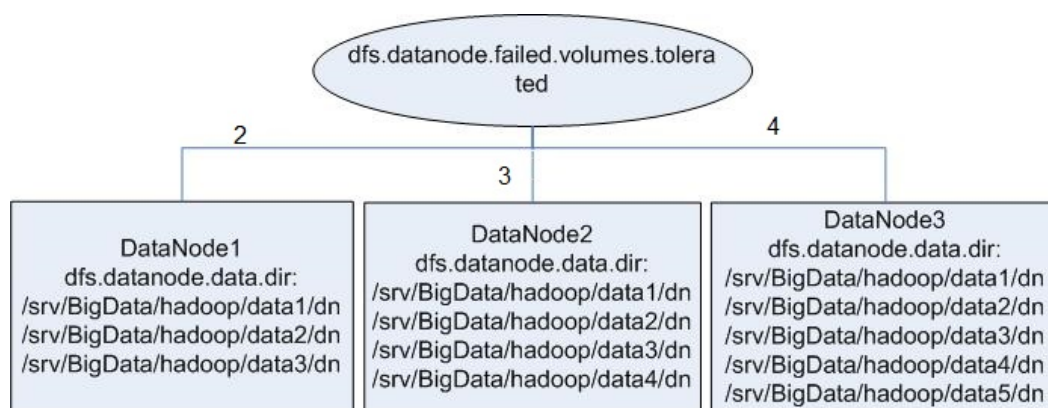 dfs.datanode.failed.volumes.tolera
ted
2
4
3
DataNode1
dfs.datanode.data.dir:
/srv/BigData/hadoop/data1/dn
/srv/BigData/hadoop/data2/dn
/srv/BigData/hadoop/data3/dn
DataNode2
dfs.datanode.data.dir:
/srv/BigData/hadoop/data1/dn
/srv/BigData/hadoop/data2/dn
/srv/BigData/hadoop/data3/dn
/srv/BigData/hadoop/data4/dn
DataNode3
dfs.datanode.data.dir:
/srv/BigData/hadoop/data1/dn
/srv/BigData/hadoop/data2/dn
/srv/BigData/hadoop/data3/dn
/srv/BigData/hadoop/data4/dn
/srv/BigData/hadoop/data5/dn